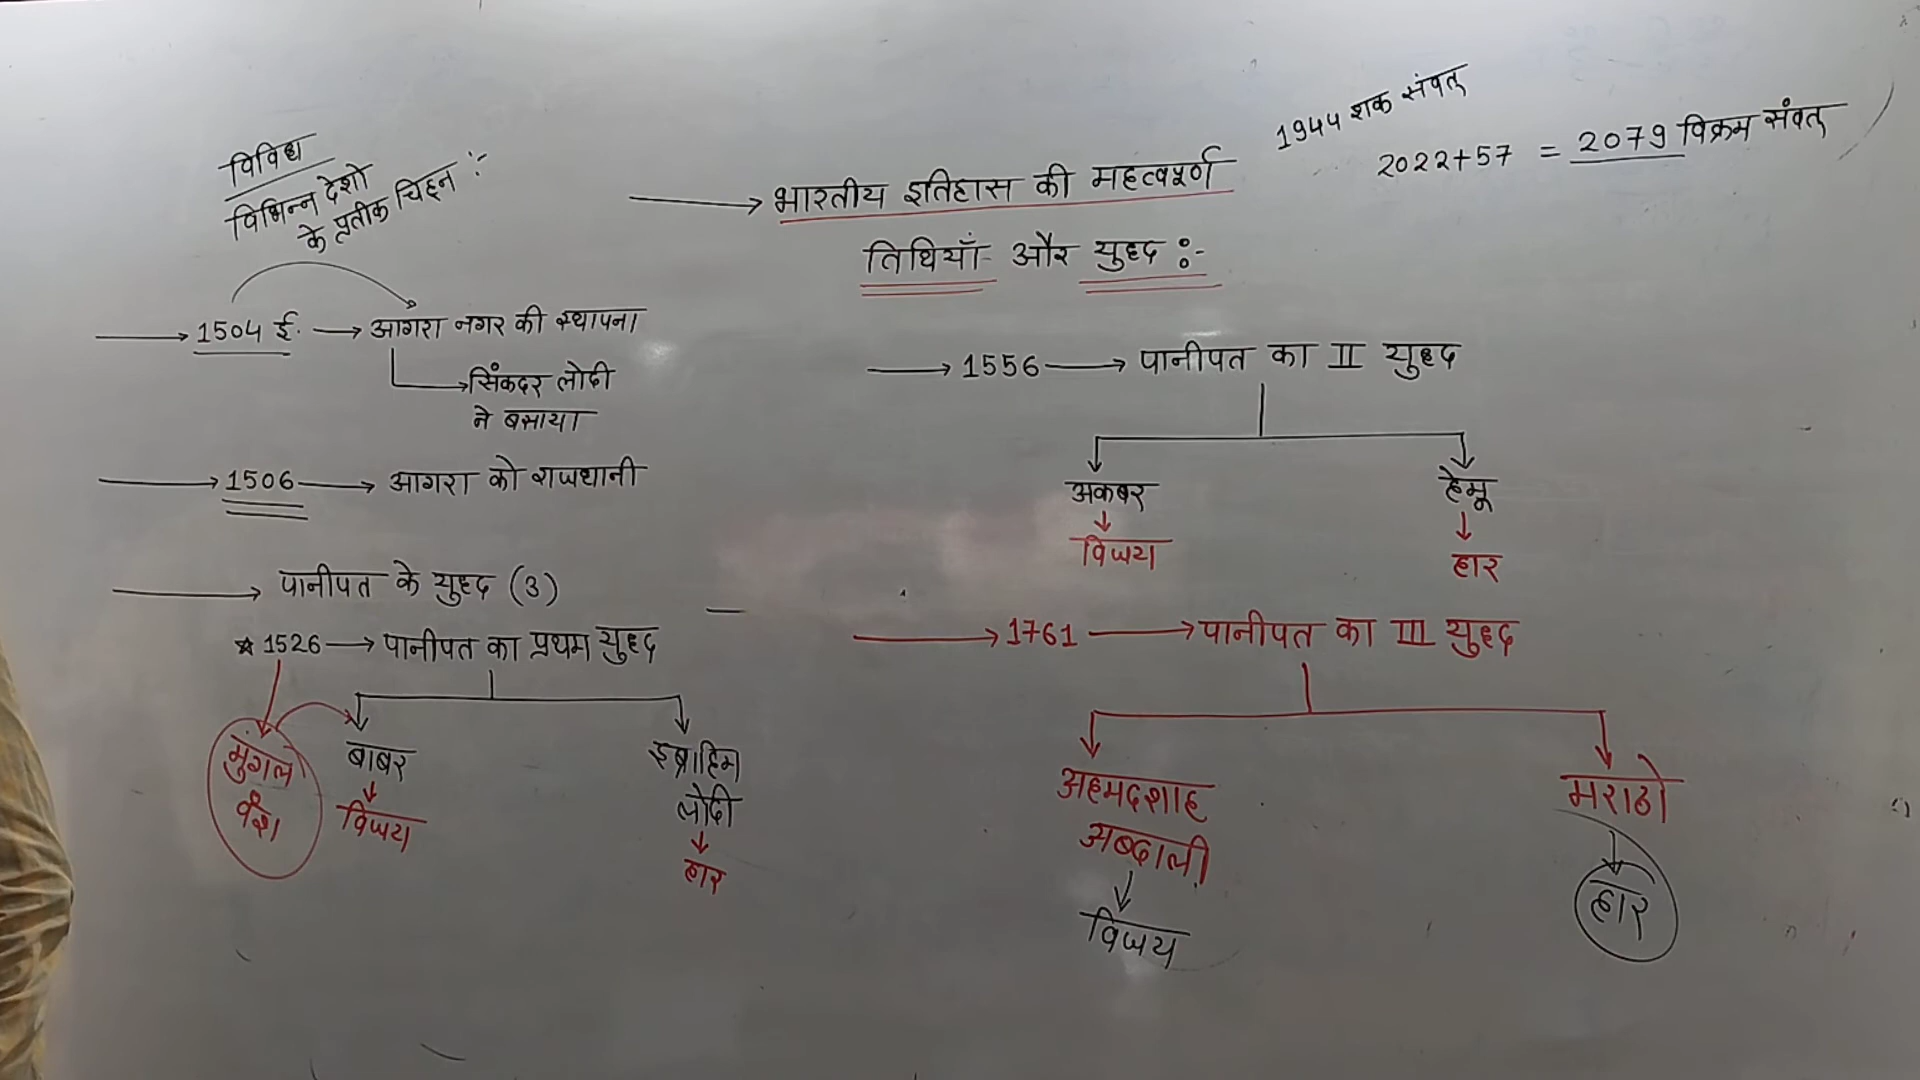 1944 शक संवत्
2022+57 = 2079 विक्रम संवत्
विविध
विभिन्न देशो
के प्रतीक चिह्न :-
भारतीय इतिहास की महत्वपूर्ण
तिथियाँ और युद्ध :-
1504 ई. → आगरा नगर की स्थापना
सिंकदर लोदी
ने बसाया
1506 → आगरा को राजधानी
पानीपत के युद्ध (3)
★ 1526 → पानीपत का प्रथम युद्ध
मुगल
वंश
बाबर
विजय
इब्राहिम
लोदी
हार
1556 → पानीपत का II युद्ध
अकबर
विजय
हेमू
हार
1761 → पानीपत का III युद्ध
अहमदशाह
अब्दाली
विजय
मराठो
हार